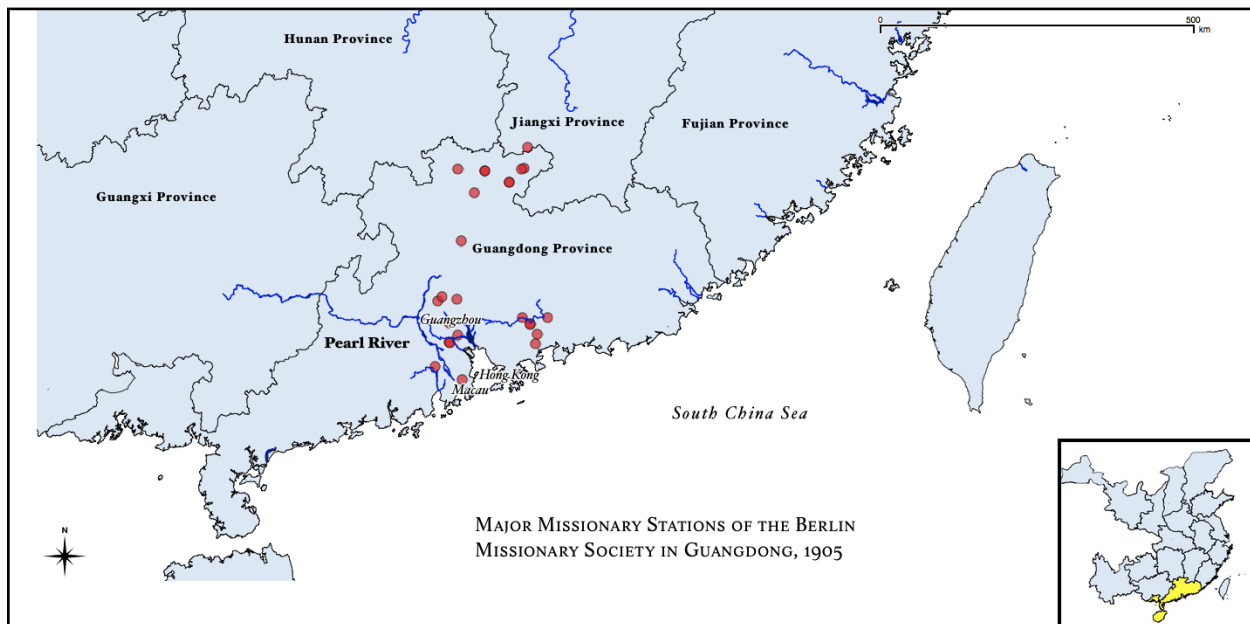 Hunan Province
0
500
km
Jiangxi Province
Fujian Province
Guangxi Province
Guangdong Province
Guangzhou
Pearl River
Hong Kong
Macau
South China Sea
N
Major Missionary Stations of the Berlin
Missionary Society in Guangdong, 1905